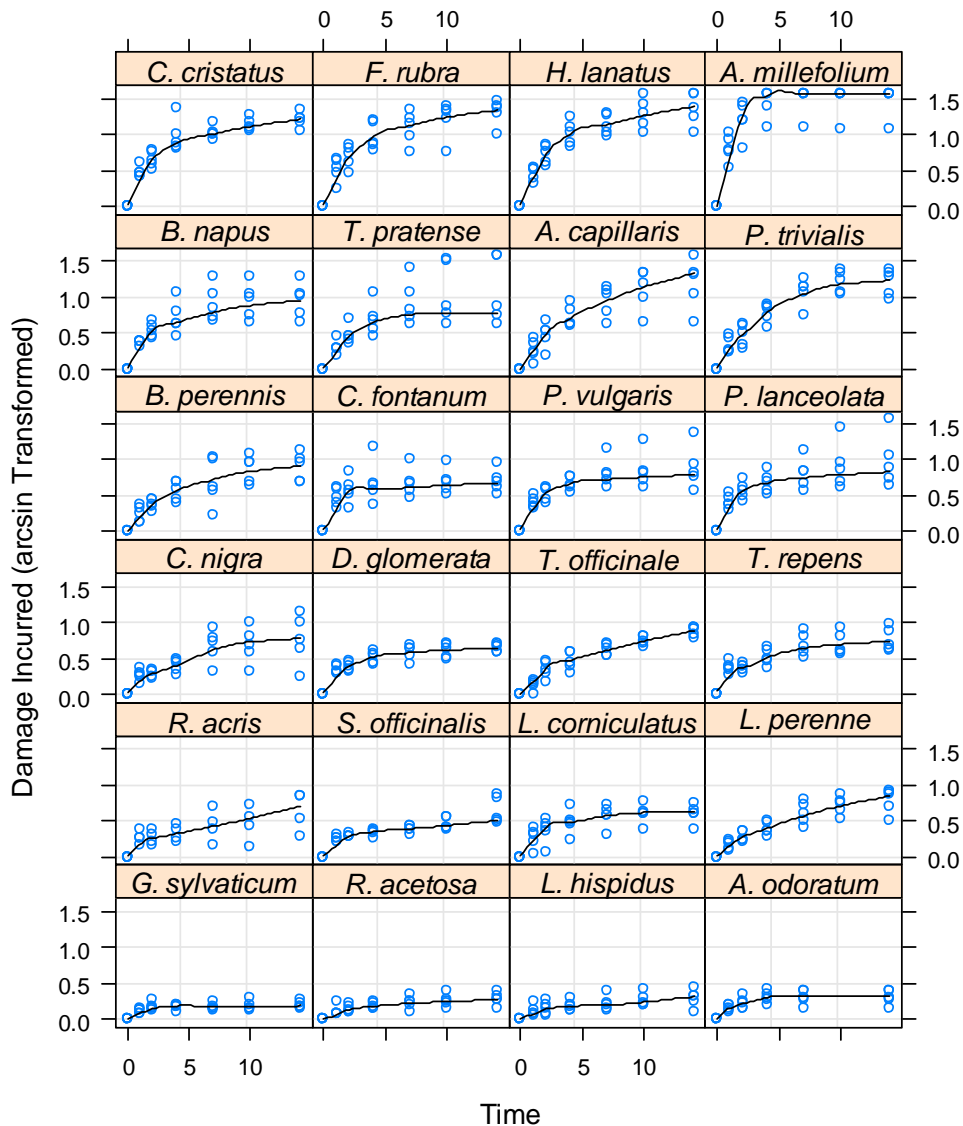 0 5 10
C. cristatus F. rubra H. lanatus A. millefolium
1.5
1.0
0.5
0.0
B. napus T. pratense A. capillaris P. trivialis
1.5
1.0
0.5
0.0
B. perennis C. fontanum P. vulgaris P. lanceolata
1.5
1.0
0.5
0.0
C. nigra D. glomerata T. officinale T. repens
1.5
1.0
0.5
0.0
R. acris S. officinalis L. corniculatus L. perenne
1.5
1.0
0.5
0.0
G. sylvaticum R. acetosa L. hispidus A. odoratum
1.5
1.0
0.5
0.0
0 5 10 0 5 10
Time
Damage Incurred (arcsin Transformed)